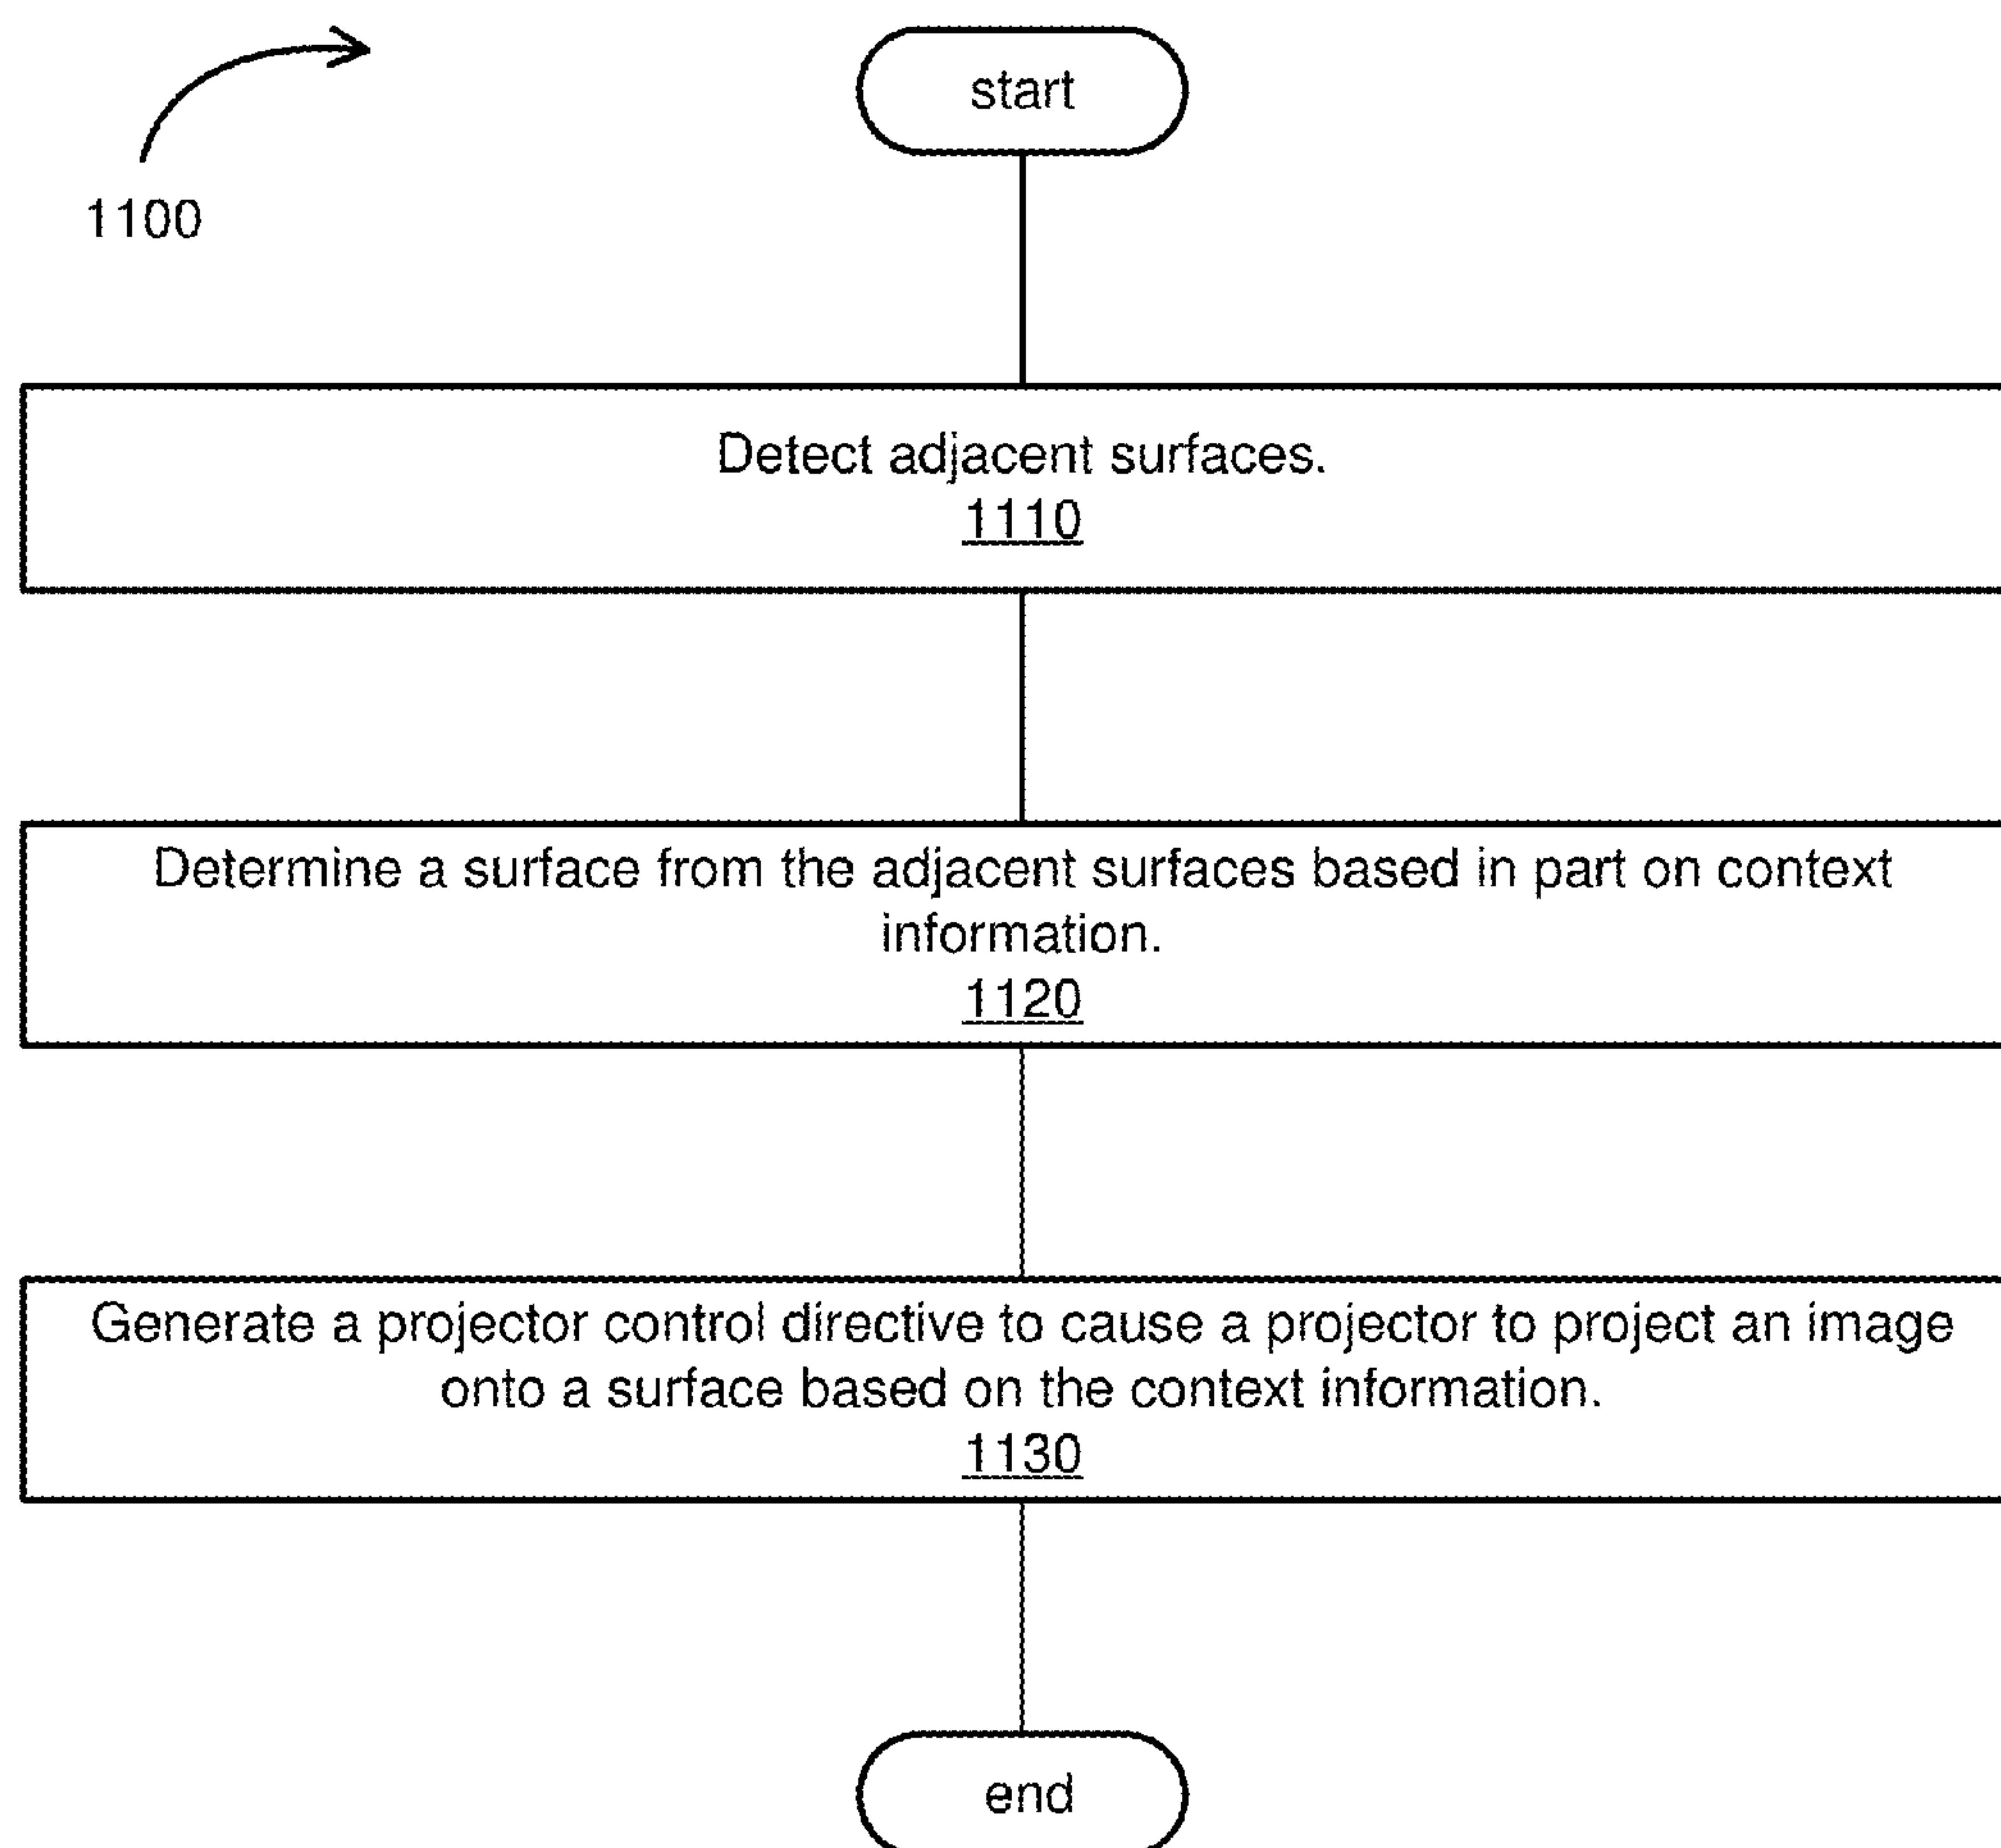 start
1100
Detect adjacent surfaces.
1110
Determine a surface from the adjacent surfaces based in part on context
information.
1120
Generate a projector control directive to cause a projector to project an image
onto a surface based on the context information.
1130
end